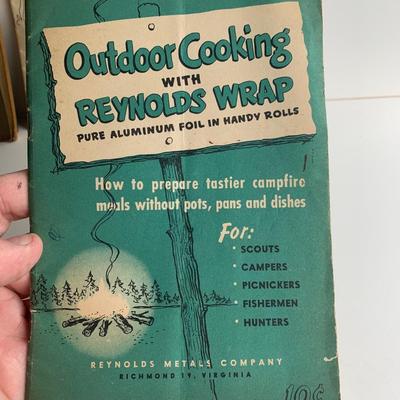 Outdoor Cooking
WITH
REYNOLDS WRAP
PURE ALUMINUM FOIL IN HANDY ROLLS
How to prepare tastier campfire
meals without pots, pans and dishes
For:
• SCOUTS
• CAMPERS
• PICNICKERS
• FISHERMEN
• HUNTERS
REYNOLDS METALS COMPANY
RICHMOND 19, VIRGINIA
10¢